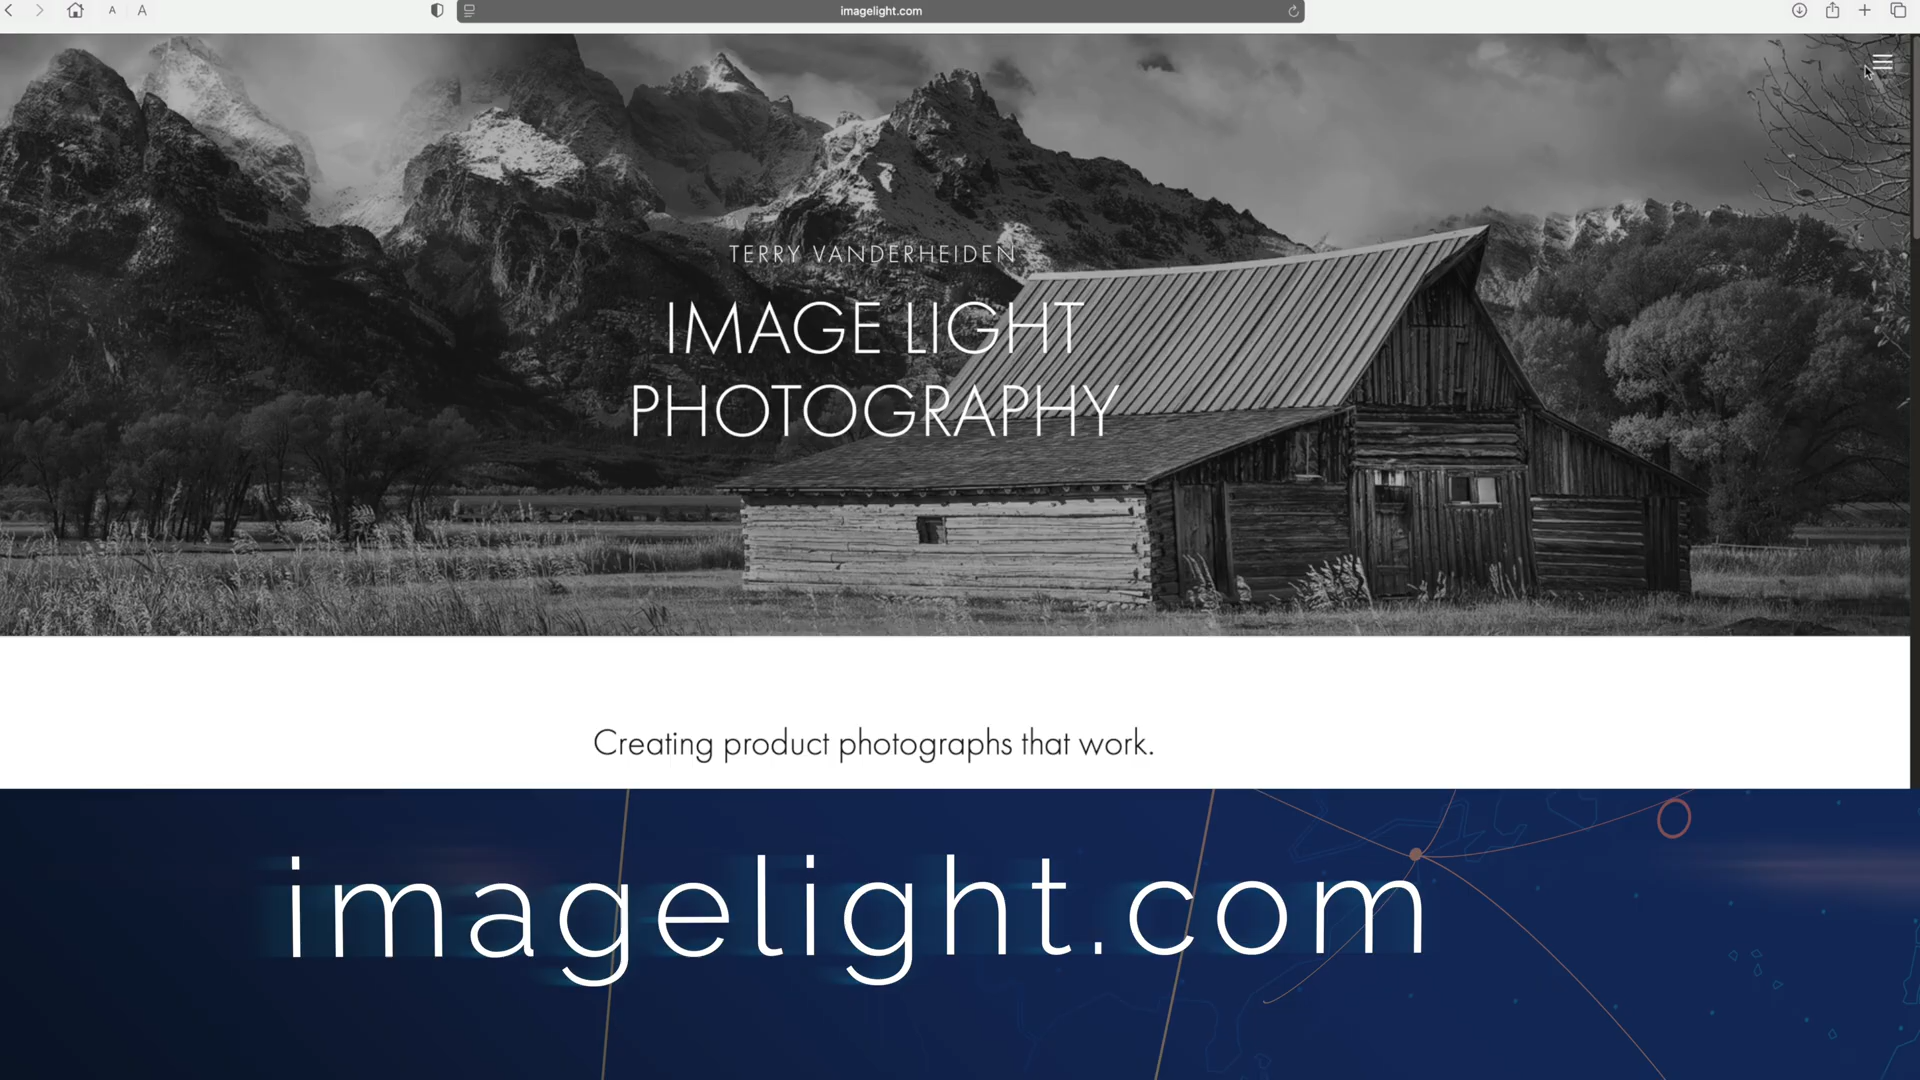 A A imagelight.com
TERRY VANDERHEIDEN
IMAGE LIGHT
PHOTOGRAPHY
Creating product photographs that work.
imagelight.com